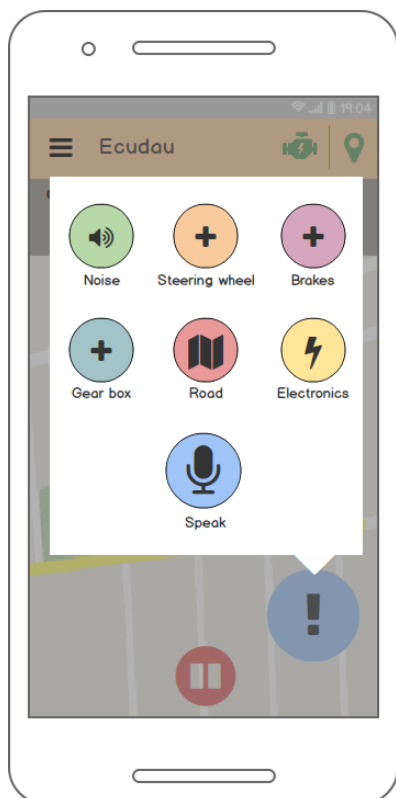 19:04
Ecudau
Noise Steering wheel Brakes
Gear box Road Electronics
Speak
!